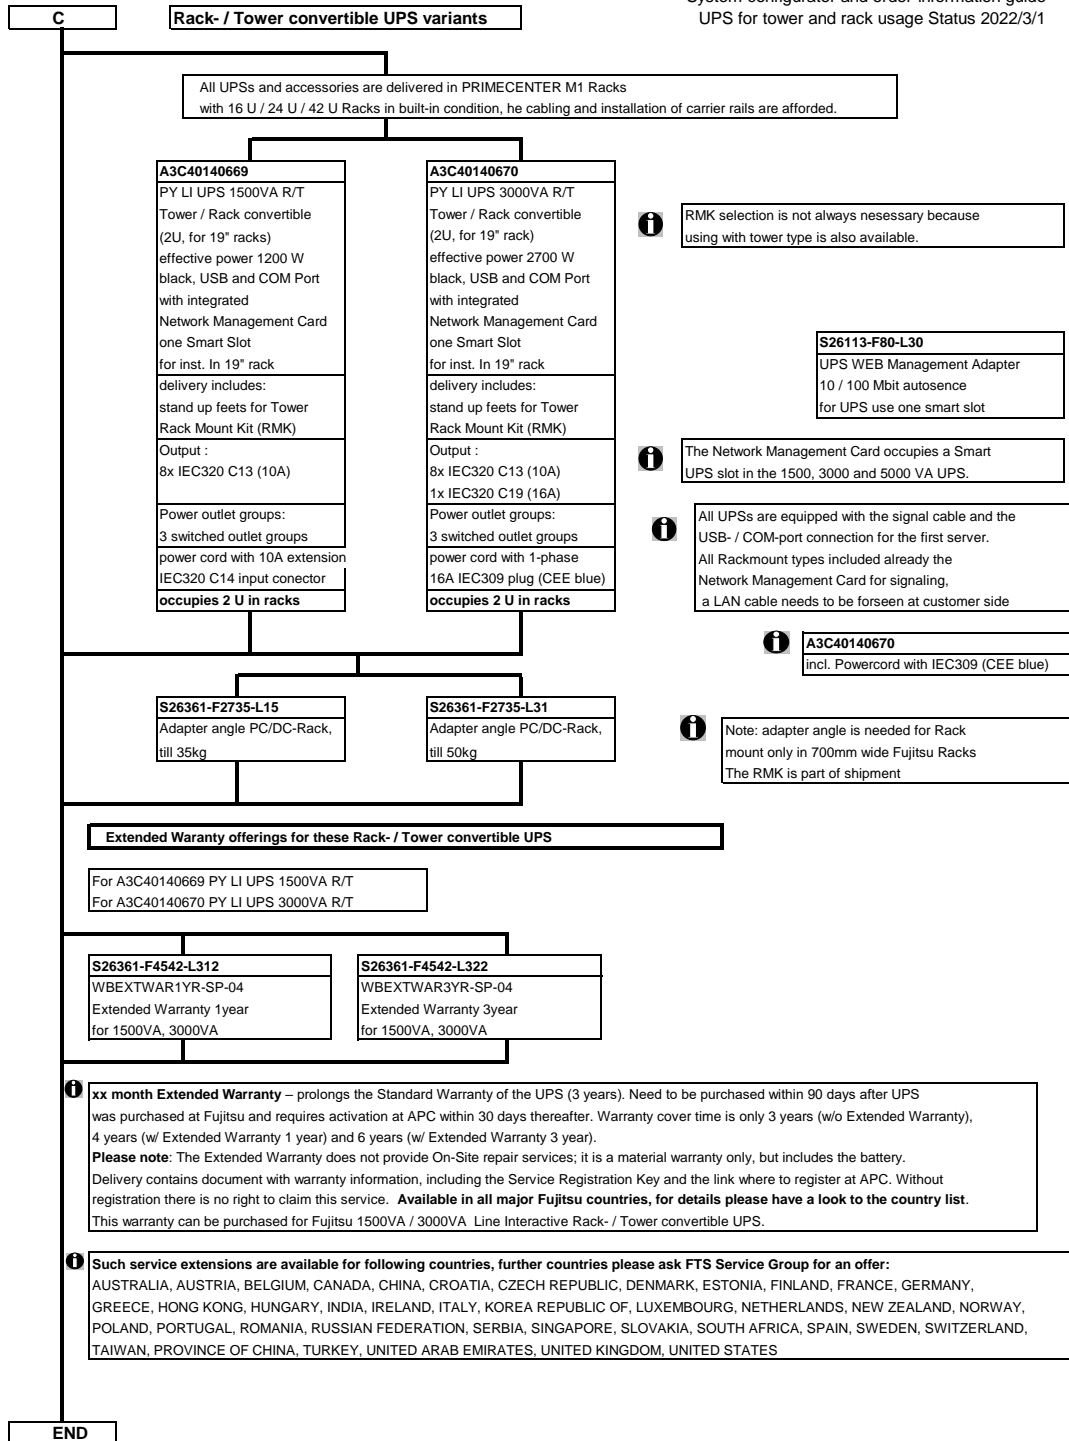 System configurator and order information guide
C
Rack- / Tower convertible UPS variants
UPS for tower and rack usage Status 2022/3/1
All UPSs and accessories are delivered in PRIMECENTER M1 Racks
with 16 U / 24 U / 42 U Racks in built-in condition, he cabling and installation of carrier rails are afforded.
A3C40140669
PY LI UPS 1500VA R/T
Tower / Rack convertible
(2U, for 19" racks)
effective power 1200 W
black, USB and COM Port
with integrated
Network Management Card
one Smart Slot
for inst. In 19" rack
delivery includes:
stand up feets for Tower
Rack Mount Kit (RMK)
Output :
8x IEC320 C13 (10A)
Power outlet groups:
3 switched outlet groups
power cord with 10A extension
IEC320 C14 input conector
occupies 2 U in racks
A3C40140670
PY LI UPS 3000VA R/T
Tower / Rack convertible
(2U, for 19" rack)
effective power 2700 W
black, USB and COM Port
with integrated
Network Management Card
one Smart Slot
for inst. In 19" rack
delivery includes:
stand up feets for Tower
Rack Mount Kit (RMK)
Output :
8x IEC320 C13 (10A)
1x IEC320 C19 (16A)
Power outlet groups:
3 switched outlet groups
power cord with 1-phase
16A IEC309 plug (CEE blue)
occupies 2 U in racks
RMK selection is not always nesessary because
using with tower type is also available.
S26113-F80-L30
UPS WEB Management Adapter
10 / 100 Mbit autosence
for UPS use one smart slot
The Network Management Card occupies a Smart
UPS slot in the 1500, 3000 and 5000 VA UPS.
All UPSs are equipped with the signal cable and the
USB- / COM-port connection for the first server.
All Rackmount types included already the
Network Management Card for signaling,
a LAN cable needs to be forseen at customer side
A3C40140670
incl. Powercord with IEC309 (CEE blue)
S26361-F2735-L15
Adapter angle PC/DC-Rack,
till 35kg
S26361-F2735-L31
Adapter angle PC/DC-Rack,
till 50kg
Note: adapter angle is needed for Rack
mount only in 700mm wide Fujitsu Racks
The RMK is part of shipment
Extended Waranty offerings for these Rack- / Tower convertible UPS
For A3C40140669 PY LI UPS 1500VA R/T
For A3C40140670 PY LI UPS 3000VA R/T
S26361-F4542-L312
WBEXTWAR1YR-SP-04
Extended Warranty 1year
for 1500VA, 3000VA
S26361-F4542-L322
WBEXTWAR3YR-SP-04
Extended Warranty 3year
for 1500VA, 3000VA
xx month Extended Warranty – prolongs the Standard Warranty of the UPS (3 years). Need to be purchased within 90 days after UPS
was purchased at Fujitsu and requires activation at APC within 30 days thereafter. Warranty cover time is only 3 years (w/o Extended Warranty),
4 years (w/ Extended Warranty 1 year) and 6 years (w/ Extended Warranty 3 year).
Please note: The Extended Warranty does not provide On-Site repair services; it is a material warranty only, but includes the battery.
Delivery contains document with warranty information, including the Service Registration Key and the link where to register at APC. Without
registration there is no right to claim this service. Available in all major Fujitsu countries, for details please have a look to the country list.
This warranty can be purchased for Fujitsu 1500VA / 3000VA Line Interactive Rack- / Tower convertible UPS.
Such service extensions are available for following countries, further countries please ask FTS Service Group for an offer:
AUSTRALIA, AUSTRIA, BELGIUM, CANADA, CHINA, CROATIA, CZECH REPUBLIC, DENMARK, ESTONIA, FINLAND, FRANCE, GERMANY,
GREECE, HONG KONG, HUNGARY, INDIA, IRELAND, ITALY, KOREA REPUBLIC OF, LUXEMBOURG, NETHERLANDS, NEW ZEALAND, NORWAY,
POLAND, PORTUGAL, ROMANIA, RUSSIAN FEDERATION, SERBIA, SINGAPORE, SLOVAKIA, SOUTH AFRICA, SPAIN, SWEDEN, SWITZERLAND,
TAIWAN, PROVINCE OF CHINA, TURKEY, UNITED ARAB EMIRATES, UNITED KINGDOM, UNITED STATES
END